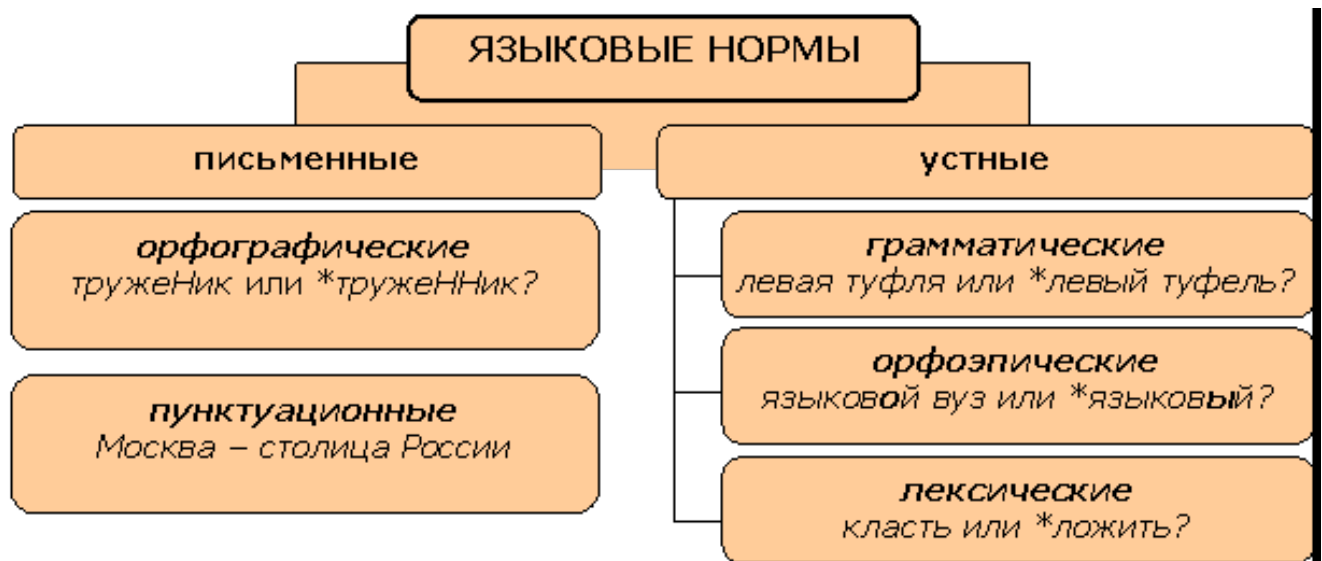 ЯЗЫКОВЫЕ НОРМЫ
письменные
орфографические
тружеНик или *тружеННик?
пунктуационные
Москва – столица России
устные
грамматические
левая туфля или *левый туфель?
орфоэпические
языковой вуз или *языковый?
лексические
класть или *ложить?